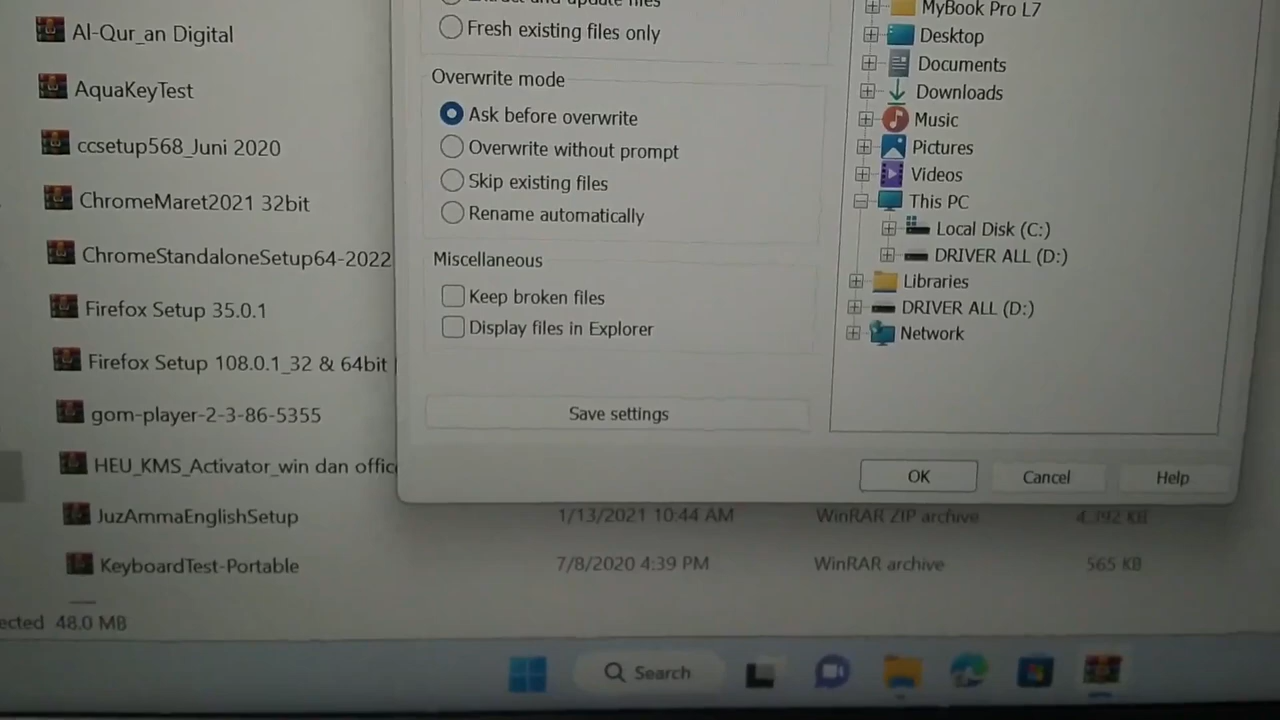 Al-Qur_an Digital
AquaKeyTest
ccsetup568_Juni 2020
ChromeMaret2021 32bit
ChromeStandaloneSetup64-2022
Firefox Setup 35.0.1
Firefox Setup 108.0.1_32 & 64bit
gom-player-2-3-86-5355
HEU_KMS_Activator_win dan offic
JuzAmmaEnglishSetup
1/13/2021 10:44 AM
WinRAR ZIP archive
KB
KeyboardTest-Portable
7/8/2020 4:39 PM
WinRAR archive
565 KB
ected 48.0 MB
Extract and update files
Fresh existing files only
Overwrite mode
Ask before overwrite
Overwrite without prompt
Skip existing files
Rename automatically
Miscellaneous
Keep broken files
Display files in Explorer
Save settings
MyBook Pro L7
Desktop
Documents
Downloads
Music
Pictures
Videos
This PC
Local Disk (C:)
DRIVER ALL (D:)
Libraries
DRIVER ALL (D:)
Network
OK
Cancel
Help
Search